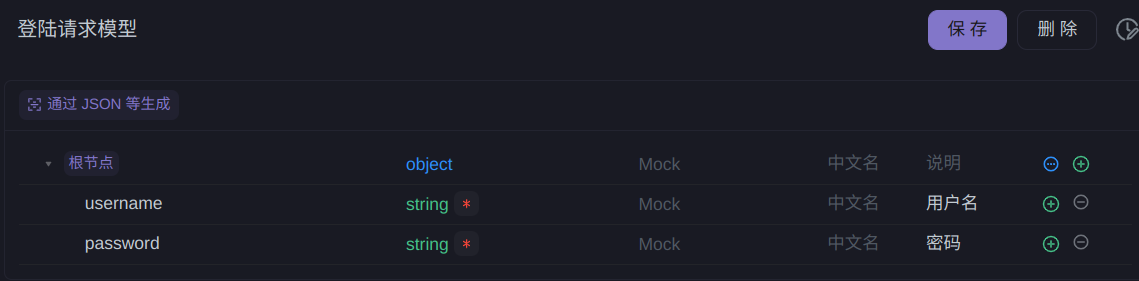 登陆请求模型
保 存 删 除
通过 JSON 等生成
根节点 object Mock 中文名 说明
username string * Mock 中文名 用户名
password string * Mock 中文名 密码